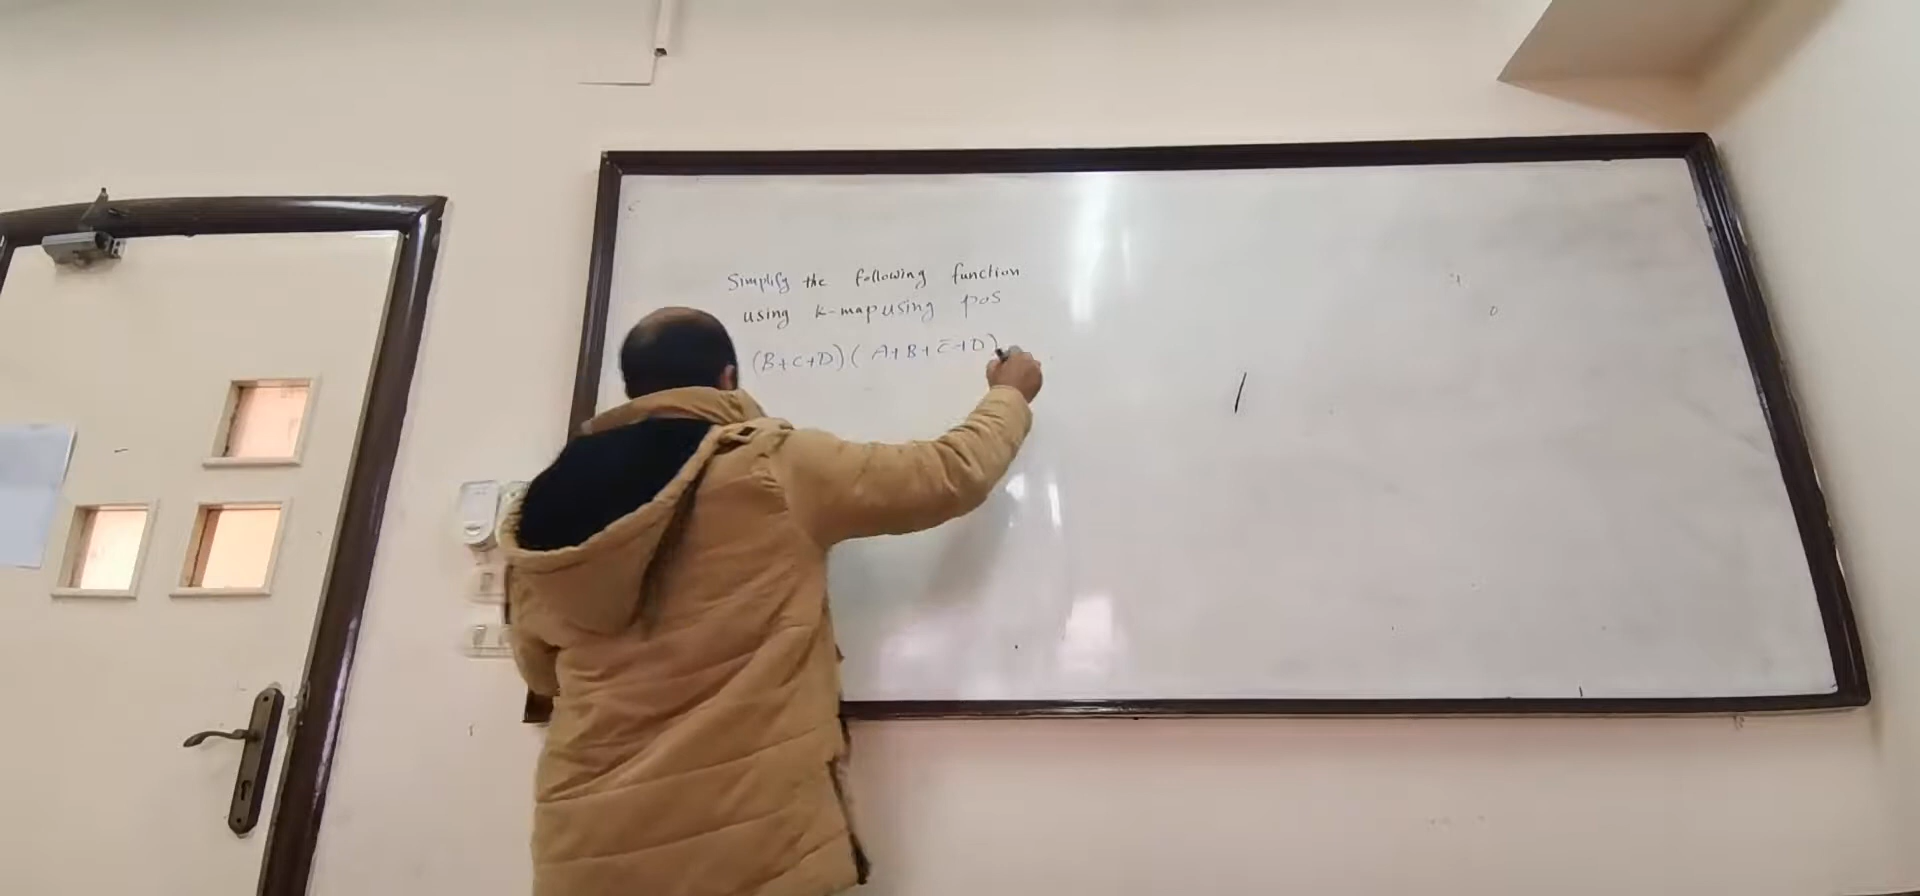 Simplify the following function
using k-map using pos
(B+C+D)(A+B+C̅+D)